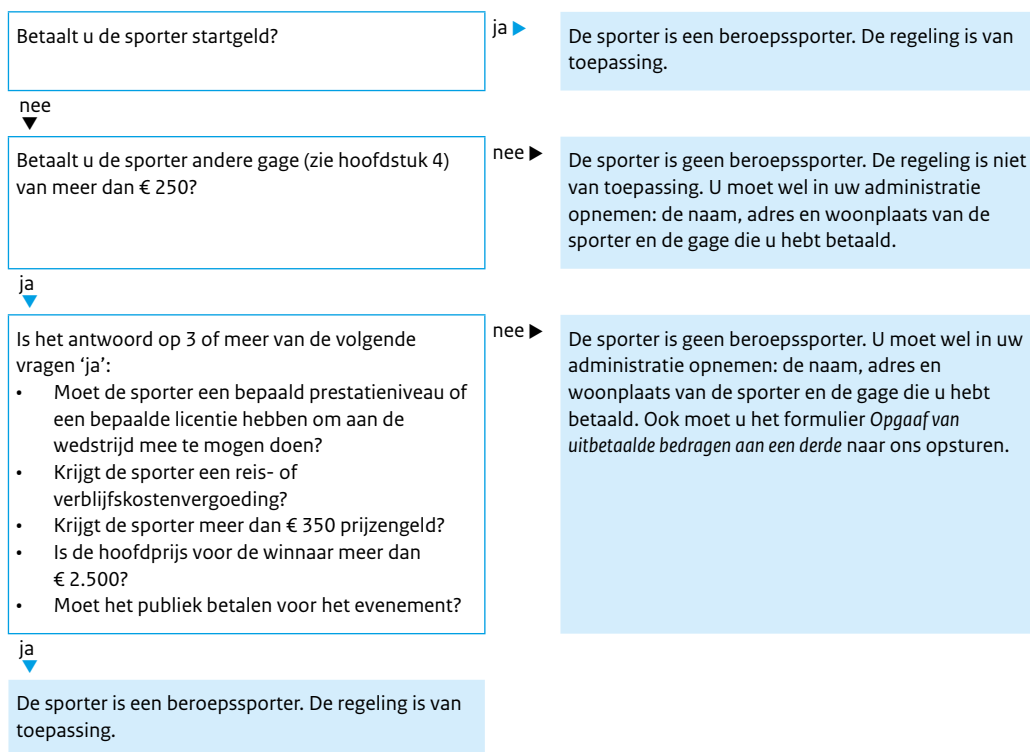 Betaalt u de sporter startgeld?
ja ▶
De sporter is een beroepssporter. De regeling is van
toepassing.
nee
▼
Betaalt u de sporter andere gage (zie hoofdstuk 4)
van meer dan € 250?
nee ▶
De sporter is geen beroepssporter. De regeling is niet
van toepassing. U moet wel in uw administratie
opnemen: de naam, adres en woonplaats van de
sporter en de gage die u hebt betaald.
ja
▼
Is het antwoord op 3 of meer van de volgende
vragen ‘ja’:
• Moet de sporter een bepaald prestatieniveau of
een bepaalde licentie hebben om aan de
wedstrijd mee te mogen doen?
• Krijgt de sporter een reis- of
verblijfskostenvergoeding?
• Krijgt de sporter meer dan € 350 prijzengeld?
• Is de hoofdprijs voor de winnaar meer dan
€ 2.500?
• Moet het publiek betalen voor het evenement?
nee ▶
De sporter is geen beroepssporter. U moet wel in uw
administratie opnemen: de naam, adres en
woonplaats van de sporter en de gage die u hebt
betaald. Ook moet u het formulier Opgaaf van
uitbetaalde bedragen aan een derde naar ons opsturen.
ja
▼
De sporter is een beroepssporter. De regeling is van
toepassing.